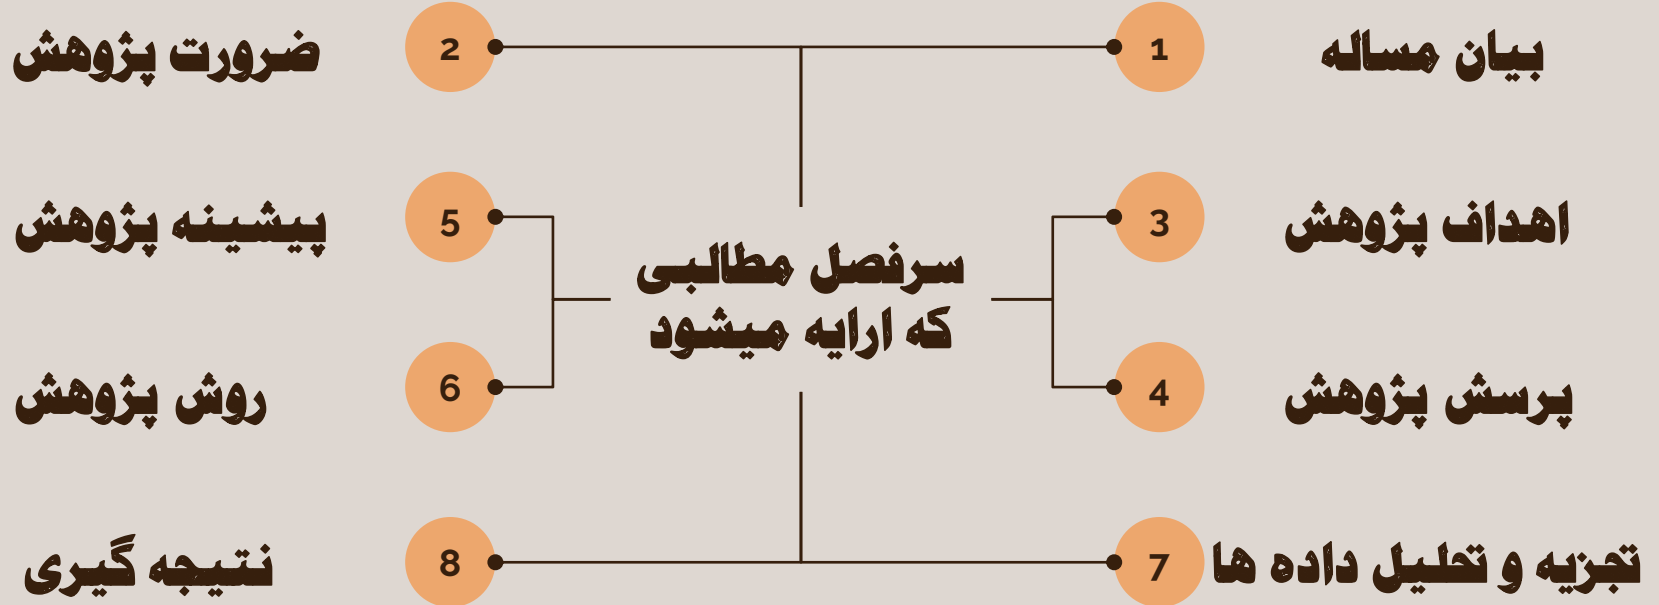 بیان مساله
1
2
ضرورت پژوهش
اهداف پژوهش
3
5
پیشینه پژوهش
سرفصل مطالبی
که ارایه میشود
پرسش پژوهش
4
6
روش پژوهش
تجزیه و تحلیل داده ها
7
8
نتیجه گیری